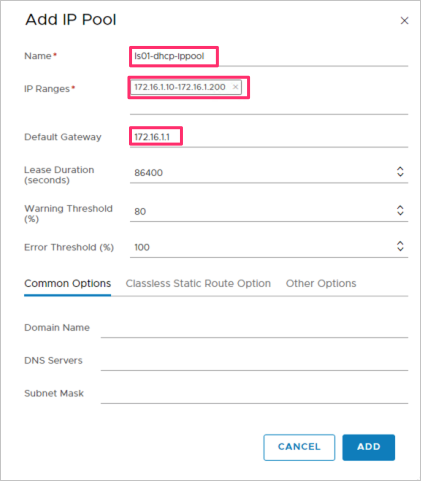 Add IP Pool
×
Name*
ls01-dhcp-ippool
IP Ranges*
172.16.1.10-172.16.1.200 ×
Default Gateway
172.16.1.1
Lease Duration
(seconds)
86400
Warning Threshold
(%)
80
Error Threshold (%)
100
Common Options Classless Static Route Option Other Options
Domain Name
DNS Servers
Subnet Mask
CANCEL ADD